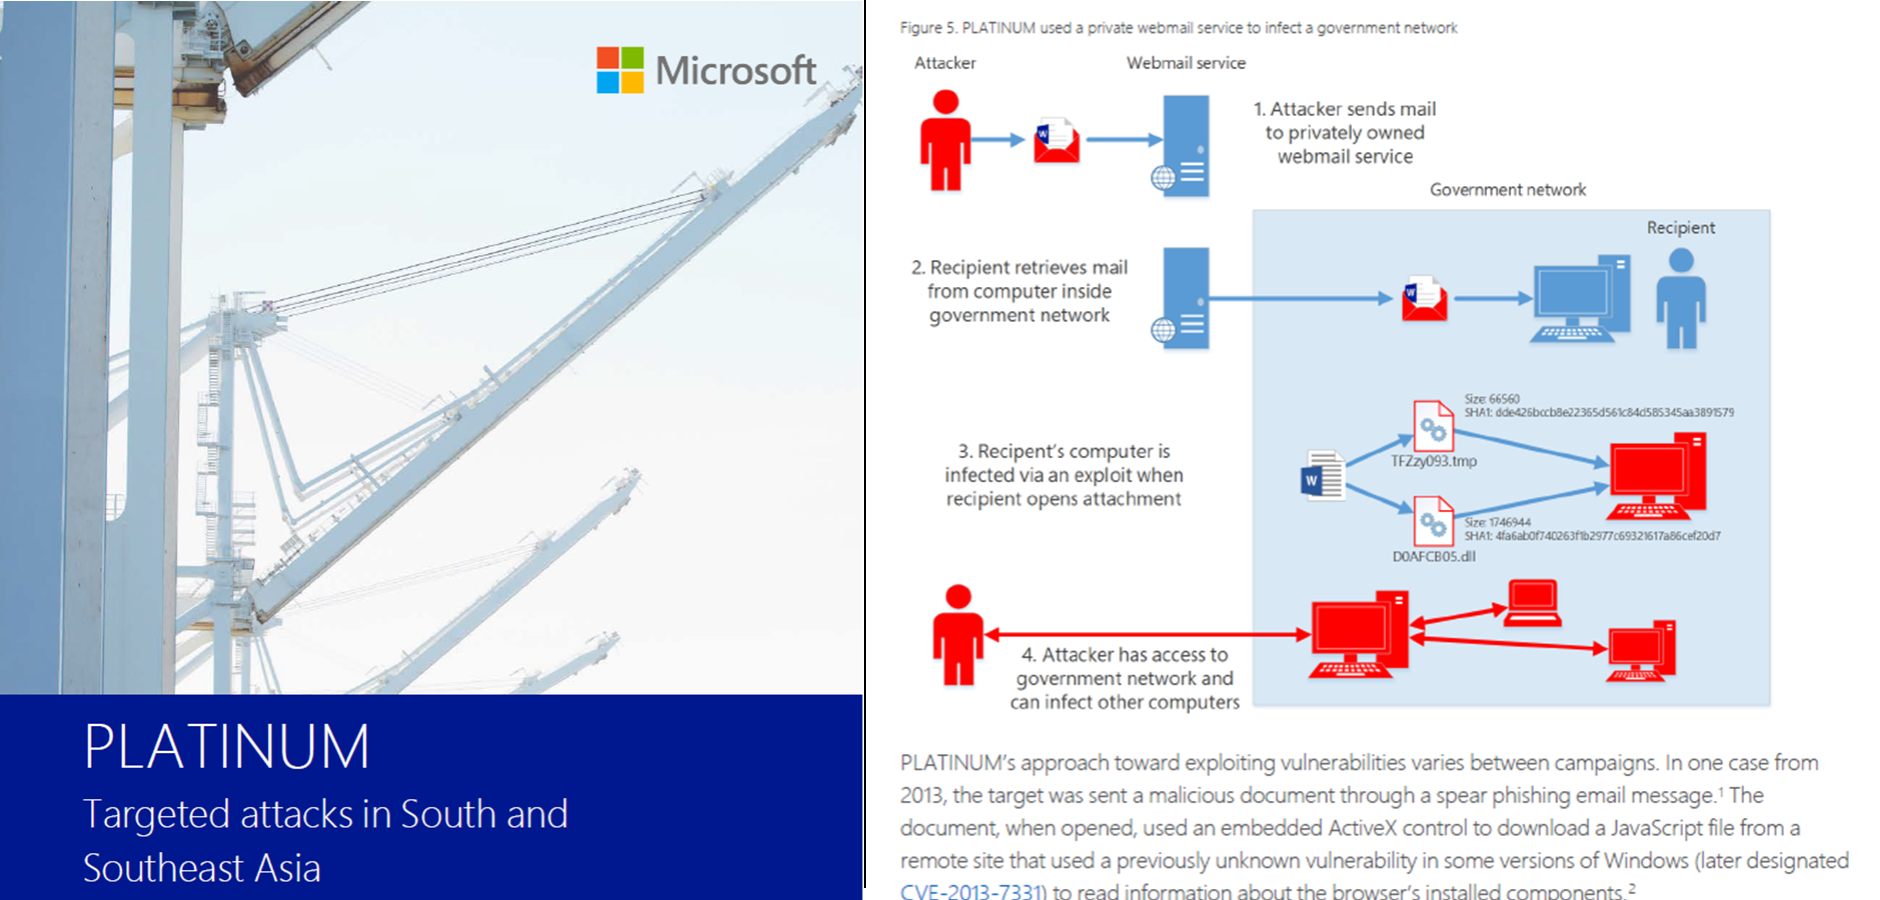 Microsoft
PLATINUM
Targeted attacks in South and
Southeast Asia
Figure 5. PLATINUM used a private webmail service to infect a government network
Attacker
Webmail service
1. Attacker sends mail
to privately owned
webmail service
Government network
Recipient
2. Recipient retrieves mail
from computer inside
government network
W
W
Size: 66560
SHA1: dde426bccb8e22365d561c84d585345aa3891579
TFZzy093.tmp
3. Recipent's computer is
infected via an exploit when
recipient opens attachment
W
Size: 1746944
SHA1: 4fa6ab0f740263f1b2977c69321617a86cef20d7
D0AFCB05.dll
4. Attacker has access to
government network and
can infect other computers
PLATINUM's approach toward exploiting vulnerabilities varies between campaigns. In one case from
2013, the target was sent a malicious document through a spear phishing email message.¹ The
document, when opened, used an embedded ActiveX control to download a JavaScript file from a
remote site that used a previously unknown vulnerability in some versions of Windows (later designated
CVE-2013-7331) to read information about the browser's installed components.²